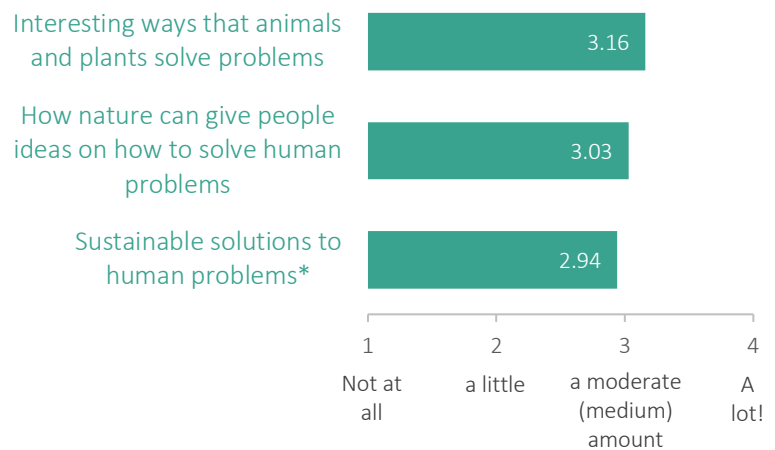 Interesting ways that animals
and plants solve problems
3.16
How nature can give people
ideas on how to solve human
problems
3.03
Sustainable solutions to
human problems*
2.94
1
2
3
4
Not at
all
a little
a moderate
(medium)
amount
A
lot!